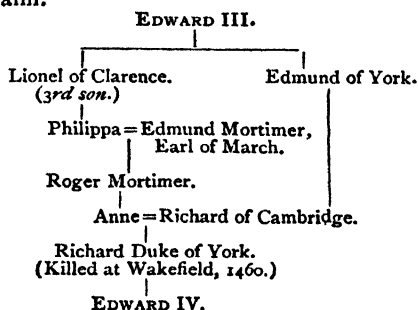 EDWARD III.
Lionel of Clarence. Edmund of York.
(3rd son.)
Philippa = Edmund Mortimer,
Earl of March.
Roger Mortimer.
Anne = Richard of Cambridge.
Richard Duke of York.
(Killed at Wakefield, 1460.)
EDWARD IV.